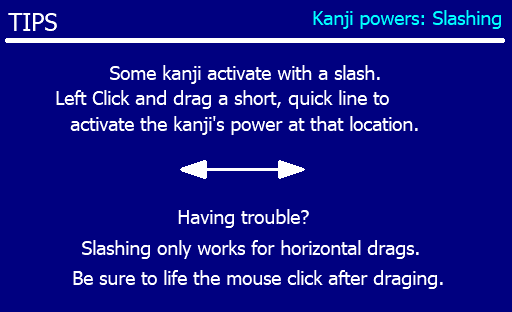 TIPS
Kanji powers: Slashing
Some kanji activate with a slash.
Left Click and drag a short, quick line to
activate the kanji's power at that location.
Having trouble?
Slashing only works for horizontal drags.
Be sure to life the mouse click after draging.